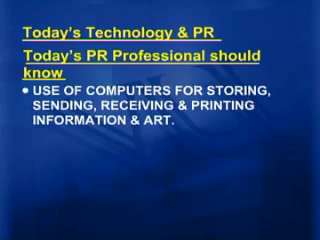 Today's Technology & PR
Today's PR Professional should
know
• USE OF COMPUTERS FOR STORING,
SENDING, RECEIVING & PRINTING
INFORMATION & ART.